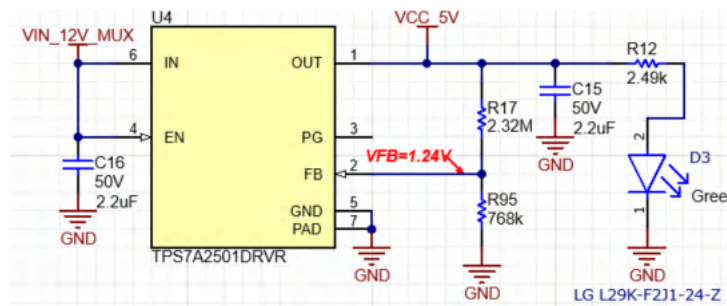 U4
VCC_5V
VIN_12V_MUX
6
IN
OUT
1
R12
2.49k
C15
50V
2.2uF
R17
2.32M
4
EN
PG
3
2
VFB=1.24V
D3
C16
50V
2.2uF
FB
2
Gree
R95
768k
GND
5
PAD
7
1
GND
GND
TPS7A2501DRVR
GND
GND
GND
LG L29K-F2J1-24-Z